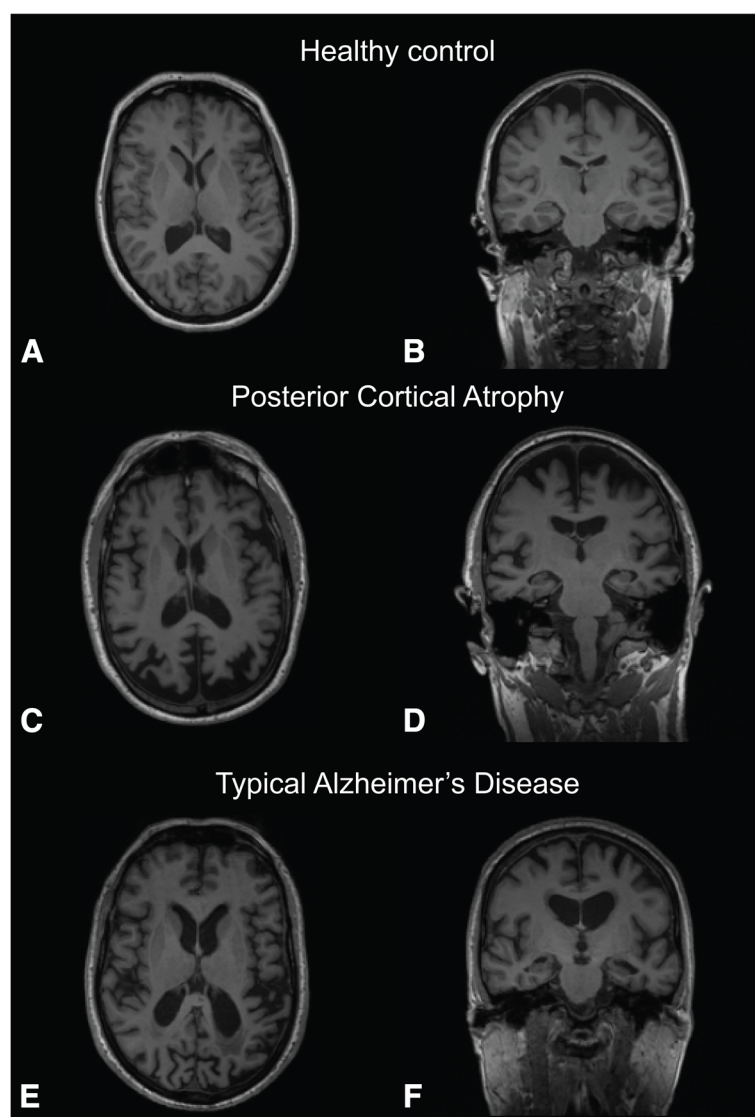 Healthy control
A
B
Posterior Cortical Atrophy
C
D
Typical Alzheimer's Disease
E
F